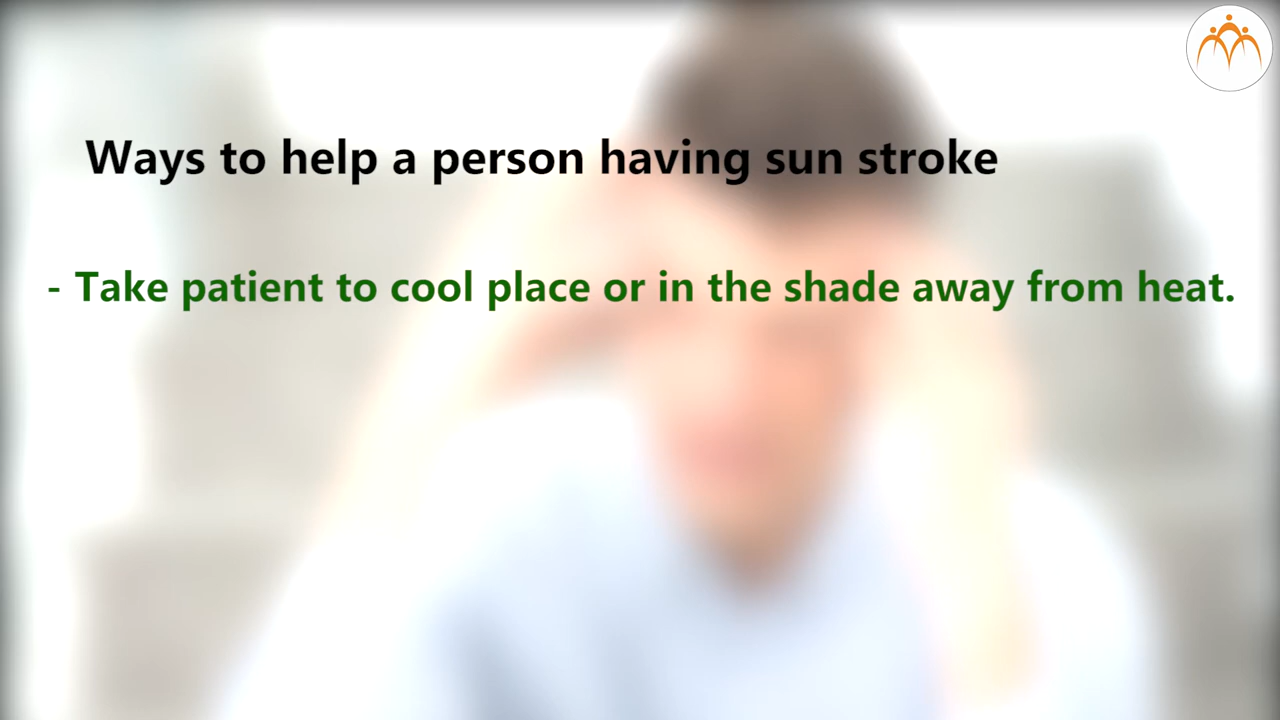 Ways to help a person having sun stroke
- Take patient to cool place or in the shade away from heat.